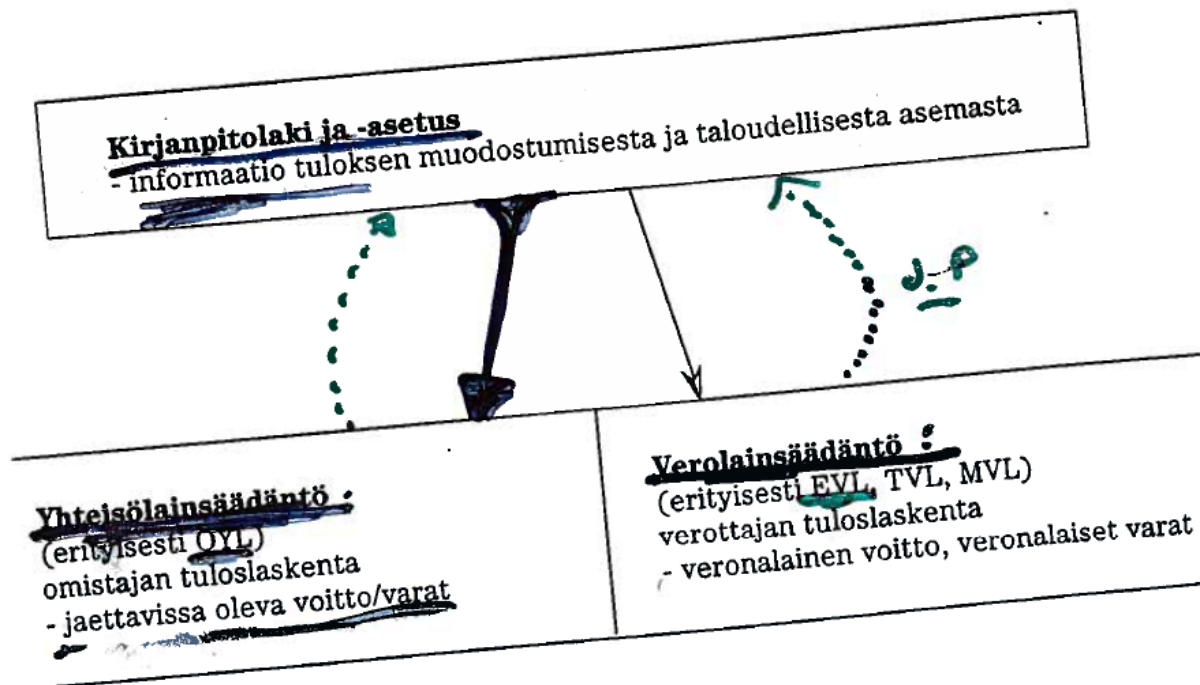 Kirjanpitolaki ja -asetus
- informaatio tuloksen muodostumisesta ja taloudellisesta asemasta
J-P
Yhteisölainsäädäntö :
(erityisesti OYL)
omistajan tuloslaskenta
- jaettavissa oleva voitto/varat
Verolainsäädäntö :
(erityisesti EVL, TVL, MVL)
verottajan tuloslaskenta
- veronalainen voitto, veronalaiset varat